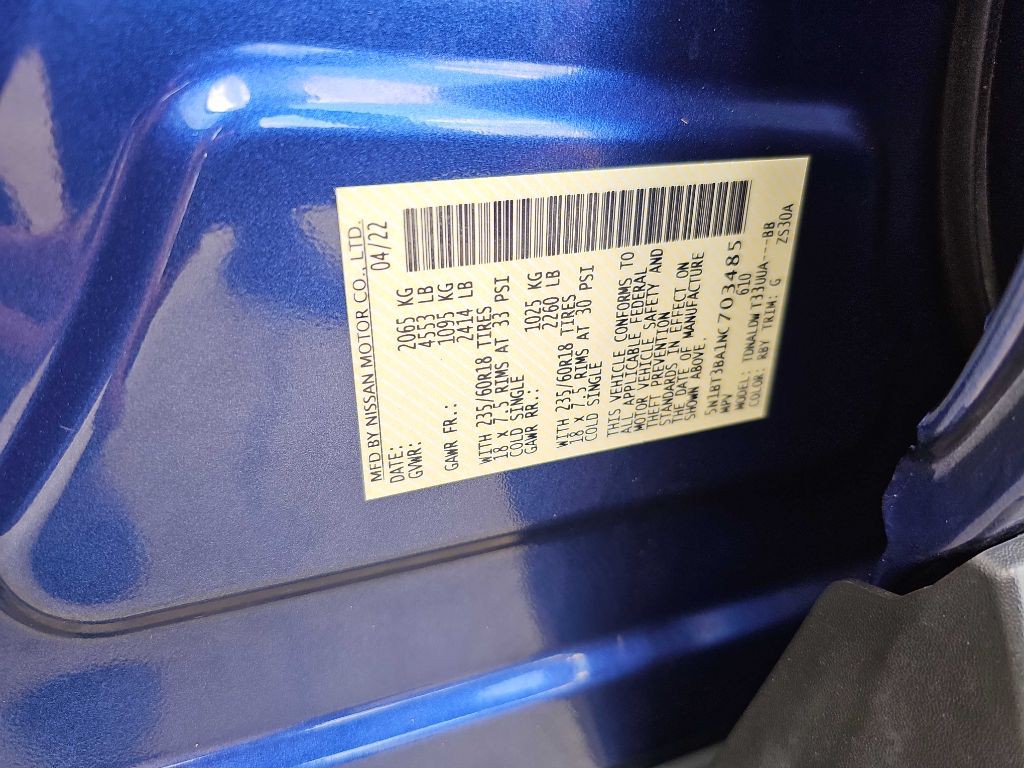 MFD BY NISSAN MOTOR CO., LTD.
DATE: 04/22
GVWR: 2065 KG
4553 LB
GAWR FR.: 1095 KG
2414 LB
WITH 235/60R18 TIRES
18 X 7.5 RIMS AT 33 PSI
COLD SINGLE
GAWR RR.: 1025 KG
2260 LB
WITH 235/60R18 TIRES
18 X 7.5 RIMS AT 30 PSI
COLD SINGLE
THIS VEHICLE CONFORMS TO
ALL APPLICABLE FEDERAL
MOTOR VEHICLE SAFETY AND
THEFT PREVENTION
STANDARDS IN EFFECT ON
THE DATE OF MANUFACTURE
SHOWN ABOVE.
5N1BT3BA1NC703485
MPV 610
MODEL: TDNALDW T33UUA---BB
COLOR: RBY TRIM: G ZS30A